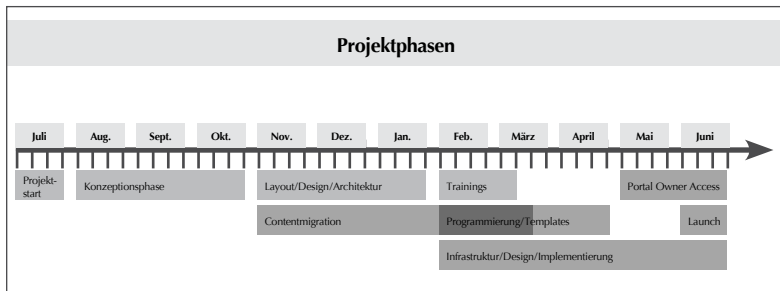 Projektphasen
Juli Aug. Sept. Okt. Nov. Dez. Jan. Feb. März April Mai Juni
Projekt-
start
Konzeptionsphase
Layout/Design/Architektur
Trainings
Portal Owner Access
Contentmigration
Programmierung/Templates
Launch
Infrastruktur/Design/Implementierung